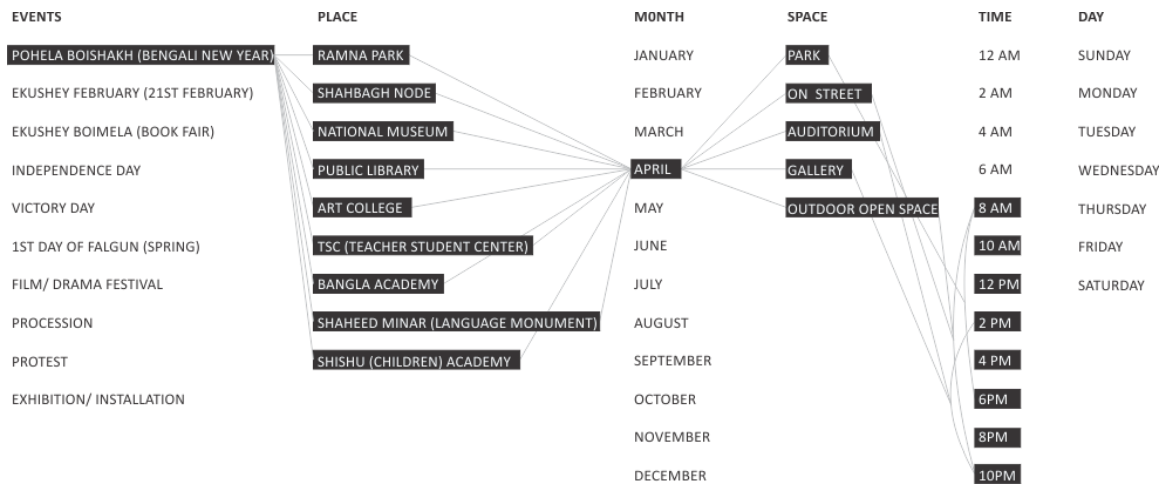 EVENTS PLACE M0NTH SPACE TIME DAY
POHELA BOISHAKH (BENGALI NEW YEAR) RAMNA PARK JANUARY PARK 12 AM SUNDAY
EKUSHEY FEBRUARY (21ST FEBRUARY) SHAHBAGH NODE FEBRUARY ON STREET 2 AM MONDAY
EKUSHEY BOIMELA (BOOK FAIR) NATIONAL MUSEUM MARCH AUDITORIUM 4 AM TUESDAY
INDEPENDENCE DAY PUBLIC LIBRARY APRIL GALLERY 6 AM WEDNESDAY
VICTORY DAY ART COLLEGE MAY OUTDOOR OPEN SPACE 8 AM THURSDAY
1ST DAY OF FALGUN (SPRING) TSC (TEACHER STUDENT CENTER) JUNE 10 AM FRIDAY
FILM/ DRAMA FESTIVAL BANGLA ACADEMY JULY 12 PM SATURDAY
PROCESSION SHAHEED MINAR (LANGUAGE MONUMENT) AUGUST 2 PM
PROTEST SHISHU (CHILDREN) ACADEMY SEPTEMBER 4 PM
EXHIBITION/ INSTALLATION OCTOBER 6PM
NOVEMBER 8PM
DECEMBER 10PM